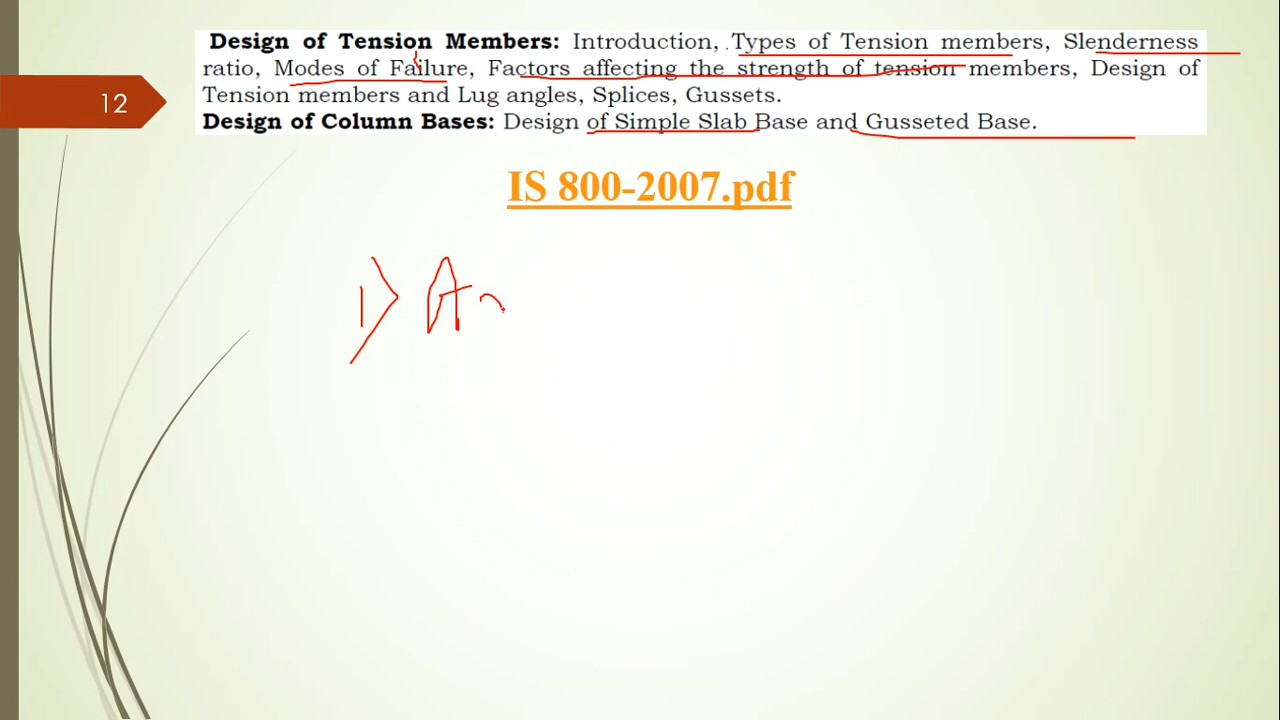 Design of Tension Members: Introduction, Types of Tension members, Slenderness
ratio, Modes of Failure, Factors affecting the strength of tension members, Design of
Tension members and Lug angles, Splices, Gussets.
12
Design of Column Bases: Design of Simple Slab Base and Gusseted Base.
IS 800-2007.pdf
1) A